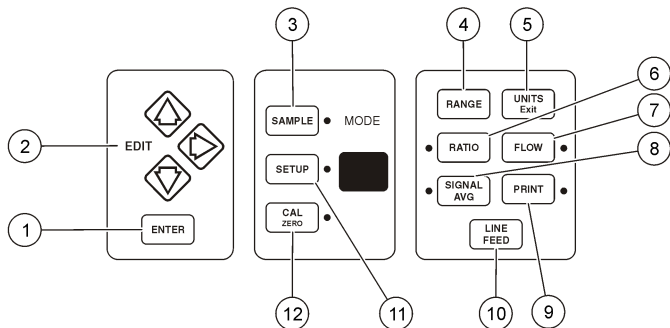 3
4
5
6
7
8
9
10
11
12
1
2
EDIT
ENTER
SAMPLE
MODE
SETUP
CAL
ZERO
RANGE
UNITS
Exit
RATIO
FLOW
SIGNAL
AVG
PRINT
LINE
FEED